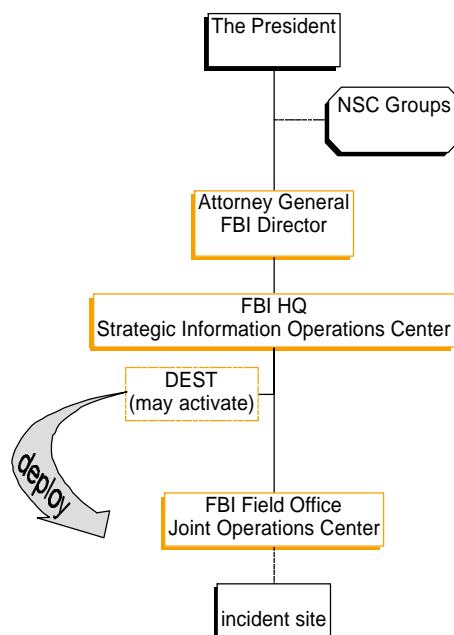 The President
NSC Groups
Attorney General
FBI Director
FBI HQ
Strategic Information Operations Center
DEST
(may activate)
deploy
FBI Field Office
Joint Operations Center
incident site